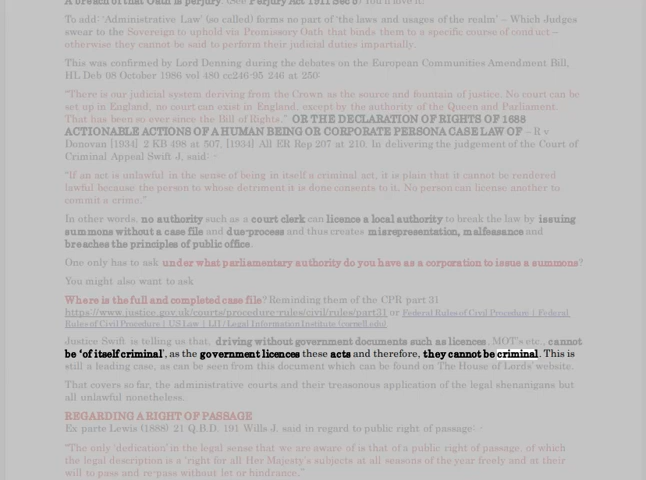 A breach of that Oath is perjury. (See Perjury Act 1911 Sec 5) You'll love it!
To add: 'Administrative Law' (so called) forms no part of 'the laws and usages of the realm' – Which Judges
swear to the Sovereign to uphold via Promissory Oath that binds them to a specific course of conduct –
otherwise they cannot be said to perform their judicial duties impartially.
This was confirmed by Lord Denning during the debates on the European Communities Amendment Bill,
HL Deb 08 October 1986 vol 480 cc246-95 246 at 250:
"There is our judicial system deriving from the Crown as the source and fountain of justice. No court can be
set up in England, no court can exist in England, except by the authority of the Queen and Parliament.
That has been so ever since the Bill of Rights." OR THE DECLARATION OF RIGHTS OF 1688
ACTIONABLE ACTIONS OF A HUMAN BEING OR CORPORATE PERSONA CASE LAW OF – R v
Donovan [1934] 2 KB 498 at 507, [1934] All ER Rep 207 at 210. In delivering the judgement of the Court of
Criminal Appeal Swift J, said: -
"If an act is unlawful in the sense of being in itself a criminal act, it is plain that it cannot be rendered
lawful because the person to whose detriment it is done consents to it. No person can license another to
commit a crime."
In other words, no authority such as a court clerk can licence a local authority to break the law by issuing
summons without a case file and due-process and thus creates misrepresentation, malfeasance and
breaches the principles of public office.
One only has to ask under what parliamentary authority do you have as a corporation to issue a summons?
You might also want to ask
Where is the full and completed case file? Reminding them of the CPR part 31
https://www.justice.gov.uk/courts/procedure-rules/civil/rules/part31 or Federal Rules of Civil Procedure | Federal
Rules of Civil Procedure | US Law | LII / Legal Information Institute (cornell.edu)
Justice Swift is telling us that, driving without government documents such as licences, MOT's etc., cannot
be 'of itself criminal', as the government licences these acts and therefore, they cannot be criminal. This is
still a leading case, as can be seen from this document which can be found on The House of Lords' website.
That covers so far, the administrative courts and their treasonous application of the legal shenanigans but
all unlawful nonetheless.
REGARDING A RIGHT OF PASSAGE
Ex parte Lewis (1888) 21 Q.B.D. 191 Wills J. said in regard to public right of passage: -
"The only 'dedication' in the legal sense that we are aware of is that of a public right of passage, of which
the legal description is a 'right for all Her Majesty's subjects at all seasons of the year freely and at their
will to pass and re-pass without let or hindrance."